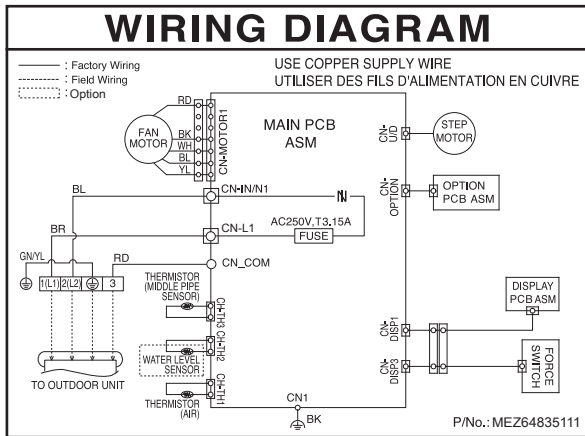 WIRING DIAGRAM
: Factory Wiring
: Field Wiring
: Option
USE COPPER SUPPLY WIRE
UTILISER DES FILS D'ALIMENTATION EN CUIVRE
RD
FAN
MOTOR
BK
WH
BL
YL
CN-MOTOR1
MAIN PCB
ASM
CN-
U/D
STEP
MOTOR
CN-
OPTION
OPTION
PCB ASM
BL
CN-IN/N1
BR
CN-L1
AC250V,T3.15A
FUSE
GN/YL
RD
CN_COM
1(L1)
2(L2)
3
TO OUTDOOR UNIT
THERMISTOR
(MIDDLE PIPE
SENSOR)
CH-TH3
WATER LEVEL
SENSOR
CH-TH2
THERMISTOR
(AIR)
CH-TH1
CN1
BK
CN-
DISP1
DISPLAY
PCB ASM
CN-
DISP3
FORCE
SWITCH
P/No.: MEZ64835111